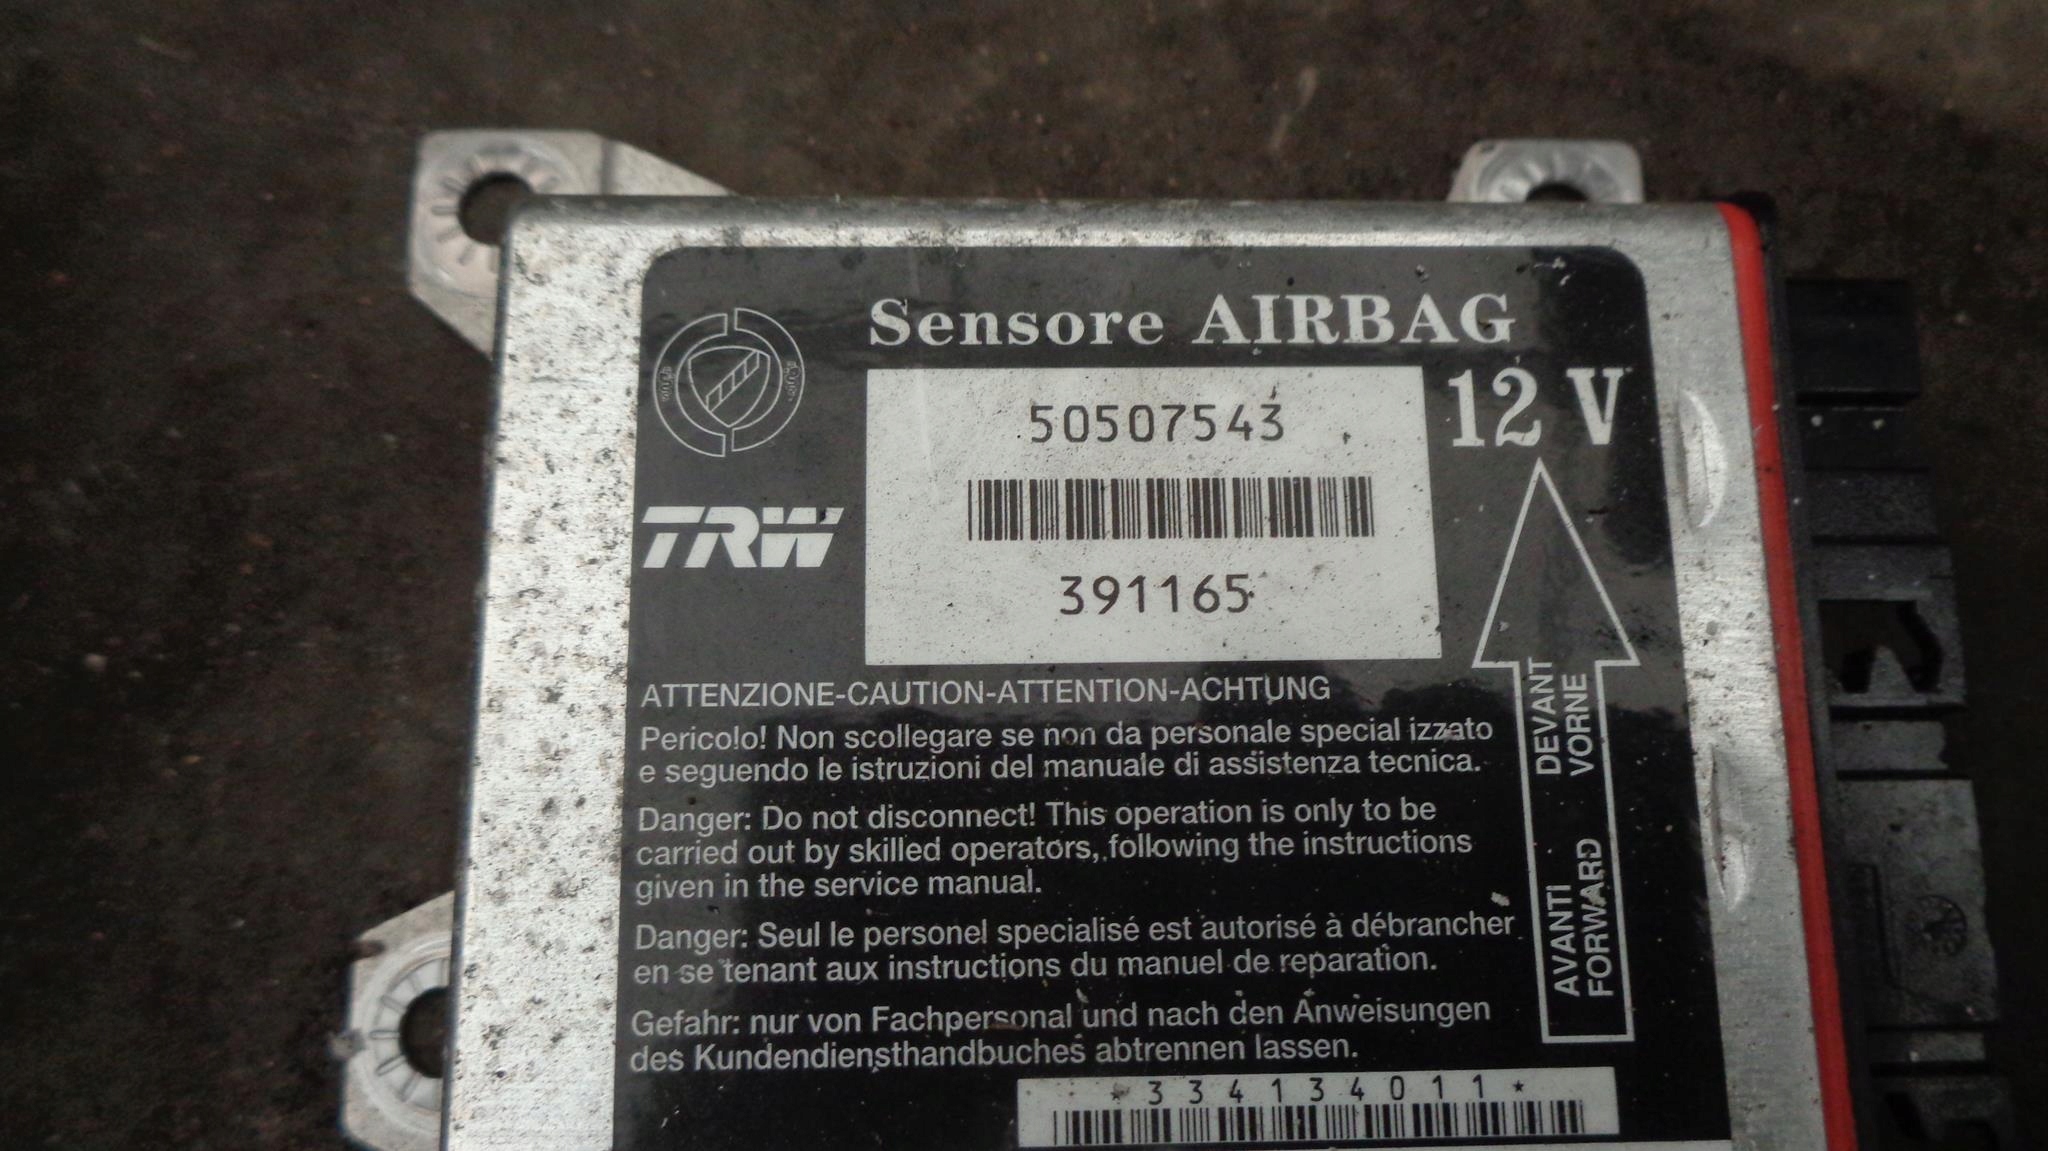 Sensore AIRBAG
12 V
50507543
TRW
391165
ATTENZIONE-CAUTION-ATTENTION-ACHTUNG
Pericolo! Non scollegare se non da personale special izzato
e seguendo le istruzioni del manuale di assistenza tecnica.
Danger: Do not disconnect! This operation is only to be
carried out by skilled operators, following the instructions
given in the service manual.
Danger: Seul le personel specialisé est autorisé à débrancher
en se tenant aux instructions du manuel de reparation.
Gefahr: nur von Fachpersonal und nach den Anweisungen
des Kundendiensthandbuches abtrennen lassen.
AVANTI DEVANT
FORWARD VORNE
*334134011*